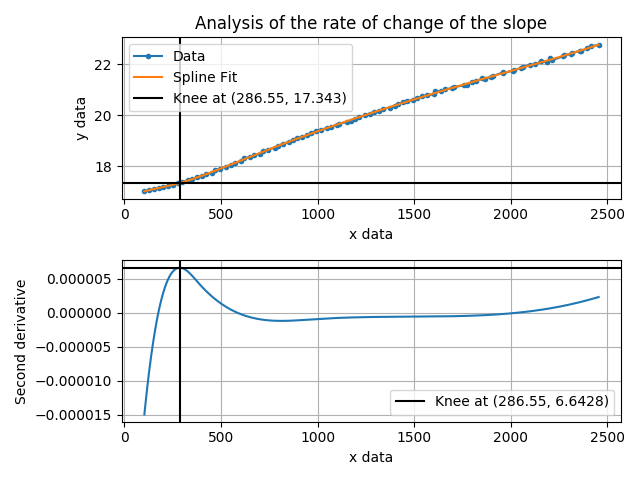 Analysis of the rate of change of the slope
Data
Spline Fit
Knee at (286.55, 17.343)
22
20
18
y data
0 500 1000 1500 2000 2500
x data
0.000005
0.000000
−0.000005
−0.000010
−0.000015
Second derivative
Knee at (286.55, 6.6428)
0 500 1000 1500 2000 2500
x data